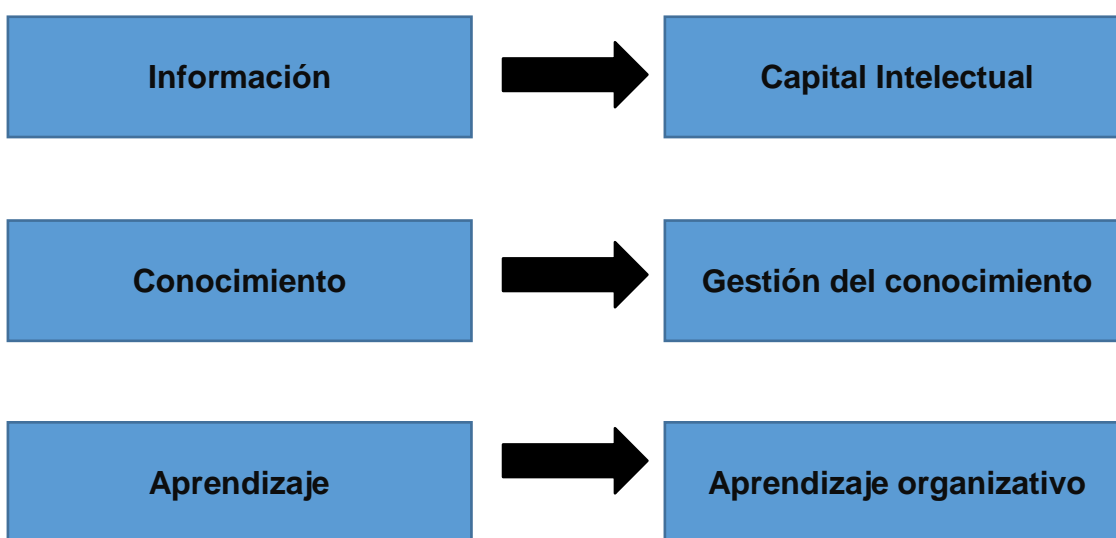 Información
Capital Intelectual
Conocimiento
Gestión del conocimiento
Aprendizaje
Aprendizaje organizativo